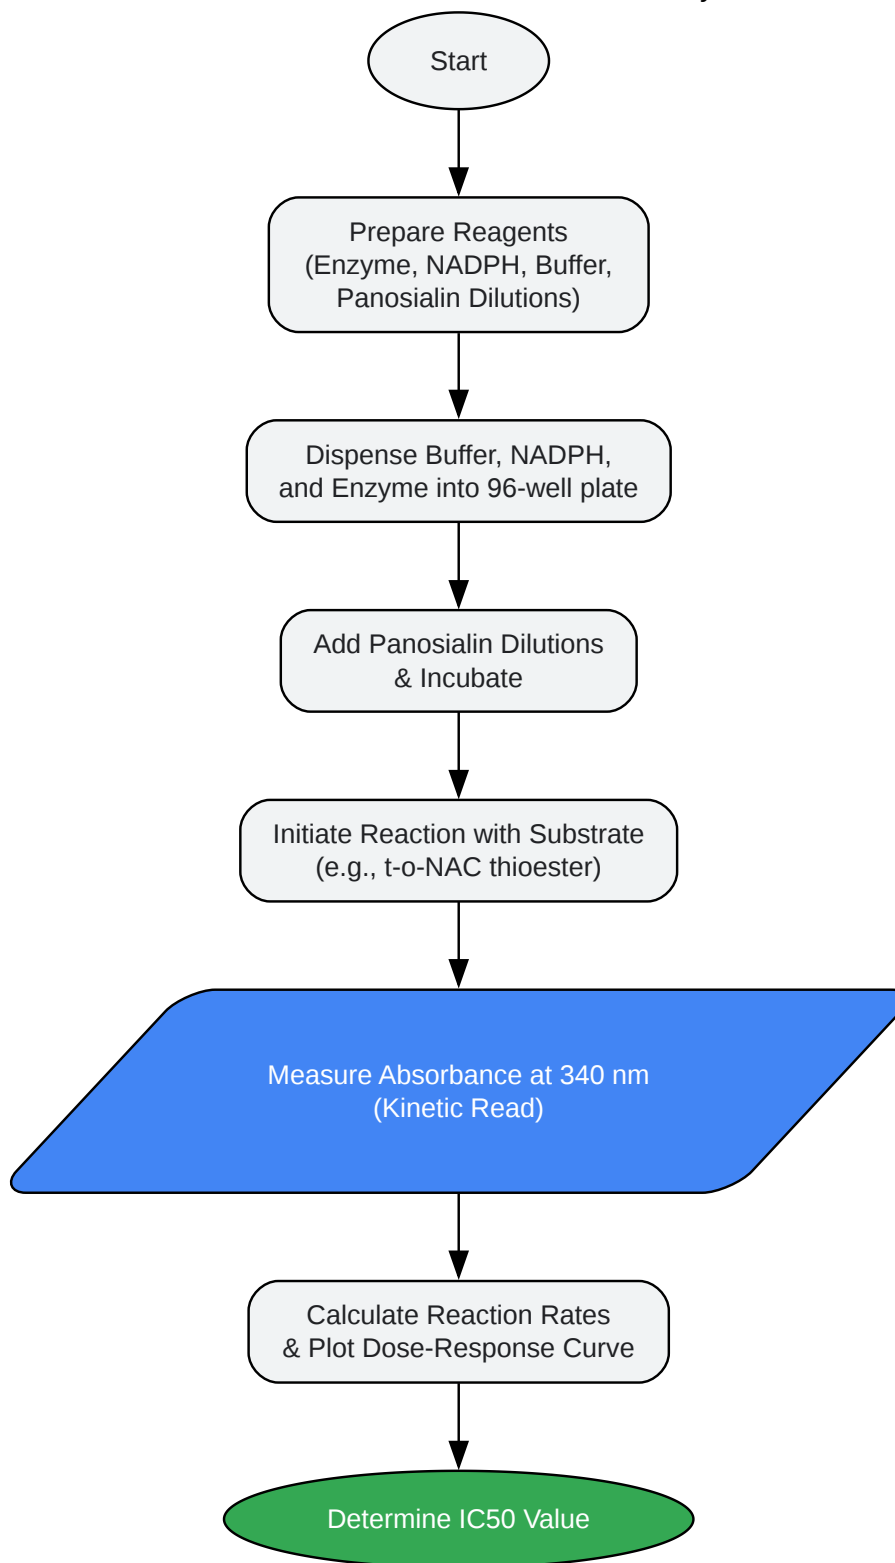 Start
Prepare Reagents
(Enzyme, NADPH, Buffer,
Panosialin Dilutions)
Dispense Buffer, NADPH,
and Enzyme into 96-well plate
Add Panosialin Dilutions
& Incubate
Initiate Reaction with Substrate
(e.g., t-o-NAC thioester)
Measure Absorbance at 340 nm
(Kinetic Read)
Calculate Reaction Rates
& Plot Dose-Response Curve
Determine IC50 Value